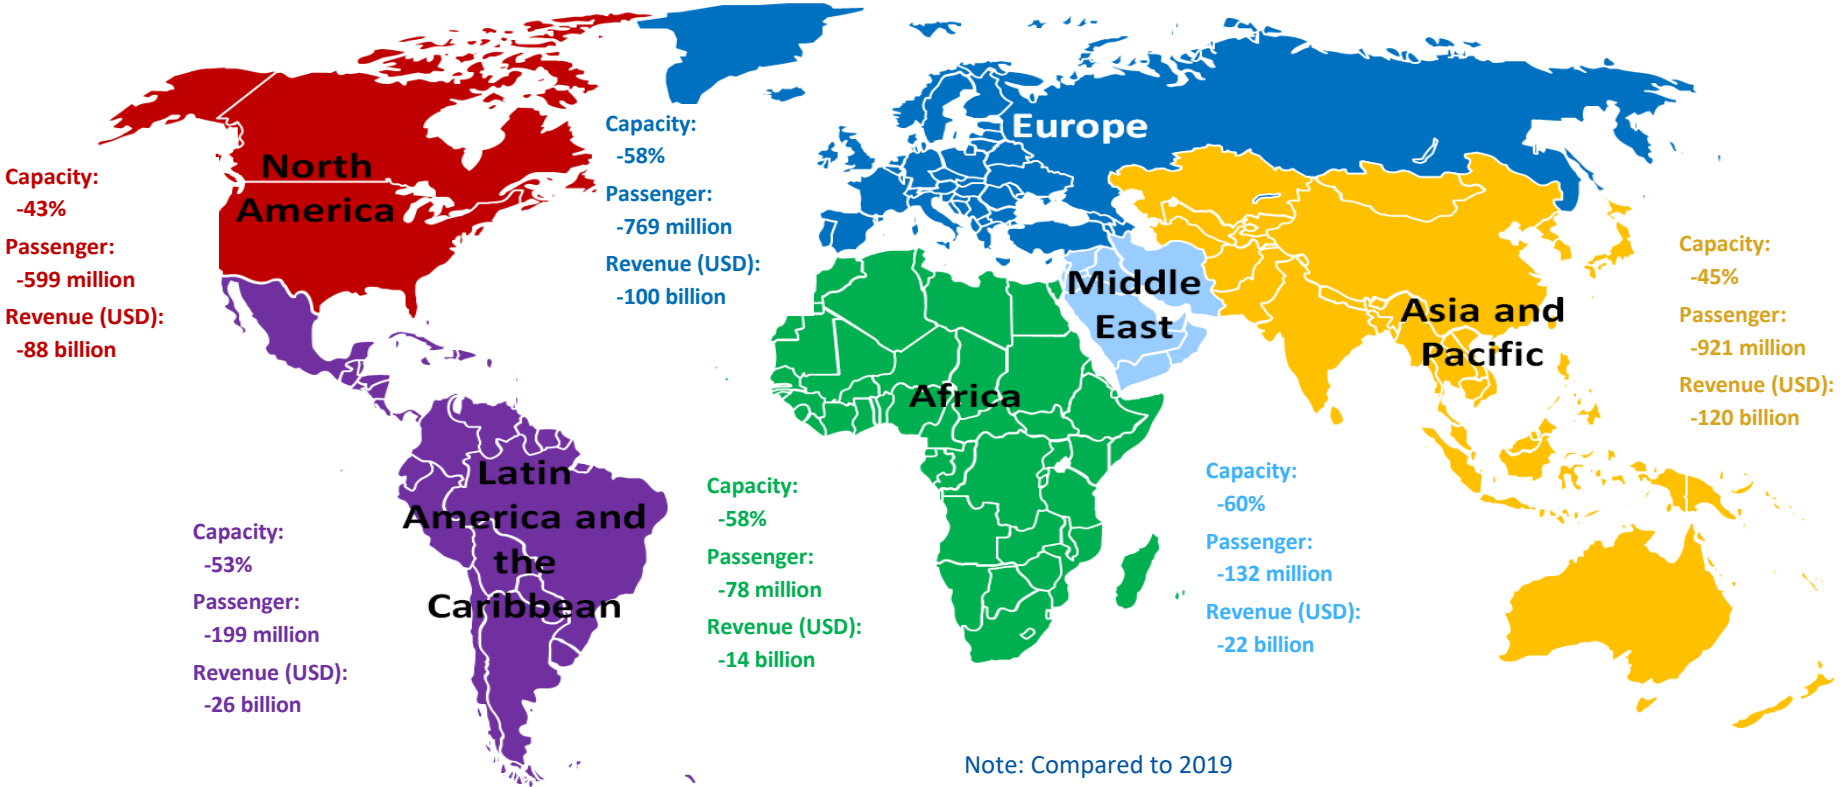 North
America
Capacity:
-43%
Passenger:
-599 million
Revenue (USD):
-88 billion
Europe
Capacity:
-58%
Passenger:
-769 million
Revenue (USD):
-100 billion
Middle
East
Capacity:
-60%
Passenger:
-132 million
Revenue (USD):
-22 billion
Asia and
Pacific
Capacity:
-45%
Passenger:
-921 million
Revenue (USD):
-120 billion
Africa
Capacity:
-58%
Passenger:
-78 million
Revenue (USD):
-14 billion
Latin
America and
the
Caribbean
Capacity:
-53%
Passenger:
-199 million
Revenue (USD):
-26 billion
Note: Compared to 2019